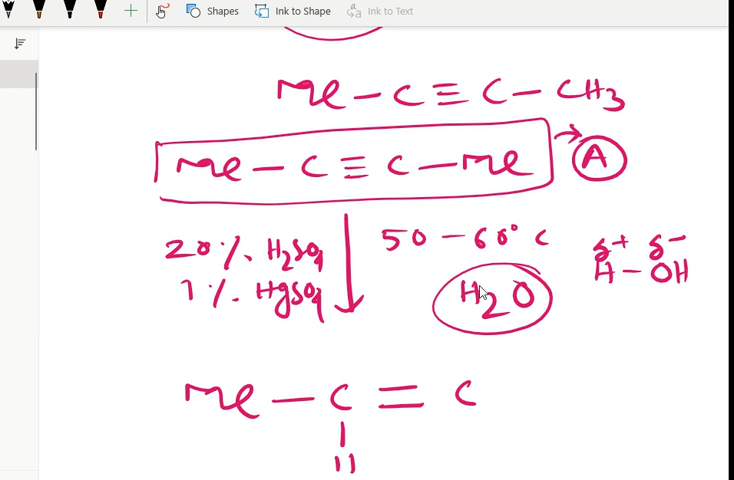 Shapes Ink to Shape Ink to Text
Me - C ≡ C - CH3
Me - C ≡ C - Me → A
20 % H2SO4 50 - 60° C δ+ δ-
1 % HgSO4 H2O H - OH
Me - C = C